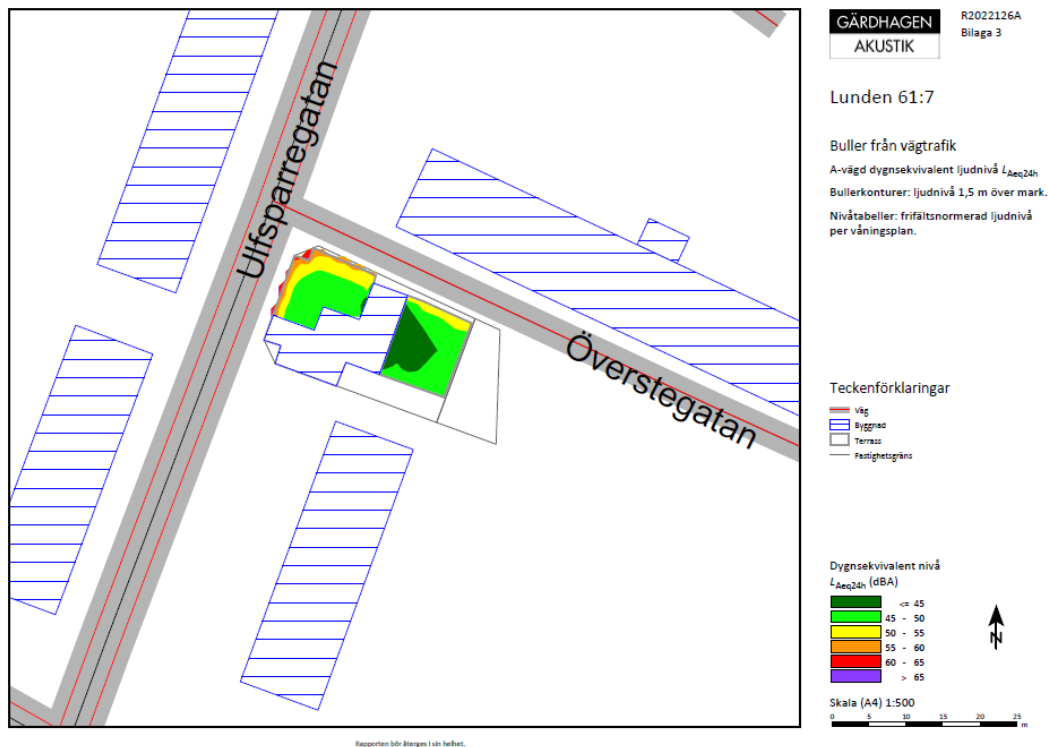 GÄRDHAGEN
AKUSTIK
R2022126A
Bilaga 3
Lunden 61:7
Buller från vägtrafik
A-vägd dygnsekvivalent ljudnivå LAeq24h
Bullerkonturer: ljudnivå 1,5 m över mark.
Nivåtabeller: frifältsnormerad ljudnivå
per våningsplan.
Ulfsparregatan
Överstegatan
Teckenförklaringar
Väg
Byggnad
Terrass
Fastighetsgräns
Dygnsekvivalent nivå
LAeq24h (dBA)
<= 45
45 - 50
50 - 55
55 - 60
60 - 65
> 65
N
Skala (A4) 1:500
0 5 10 15 20 25
m
Rapporten bör återges i sin helhet.